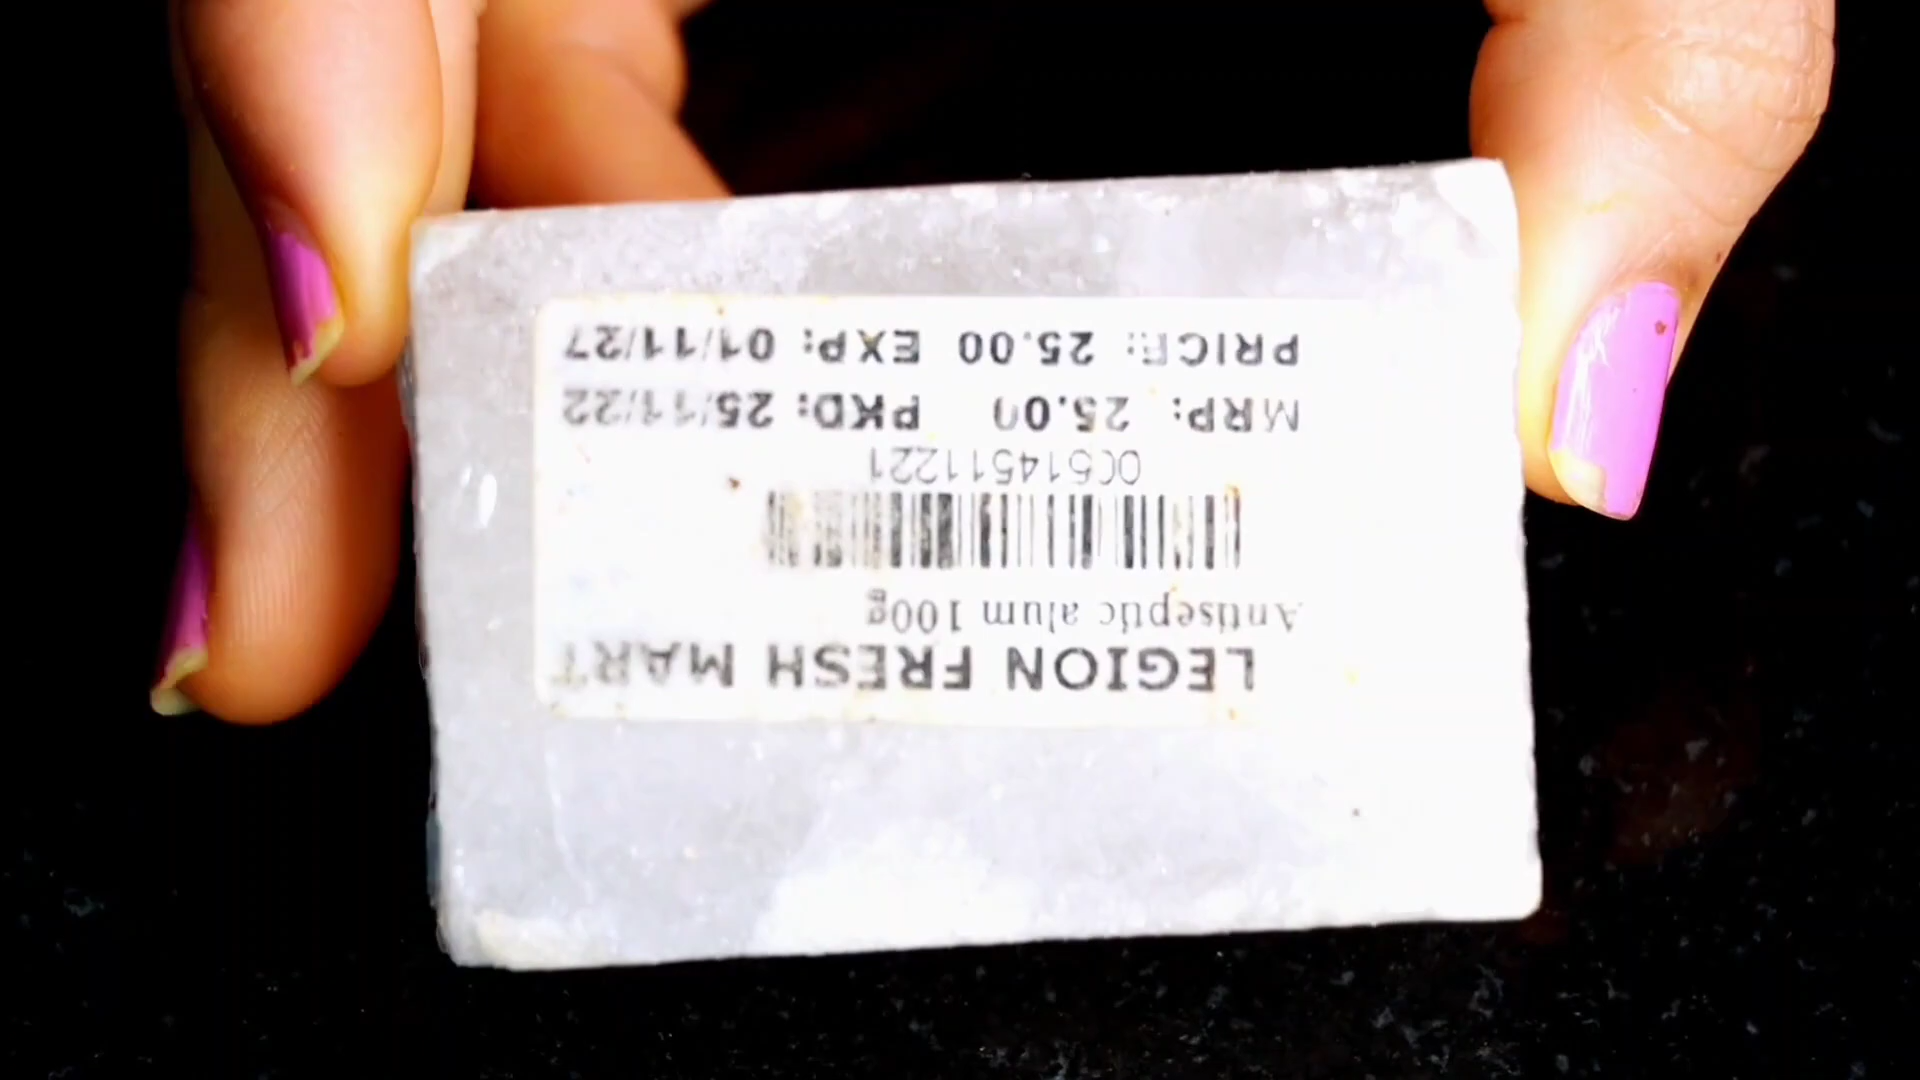 LEGION FRESH MART
Antiseptic alum 100g
MRP: 25.00 PKD: 25/11/22
PRICE: 25.00 EXP: 01/11/27